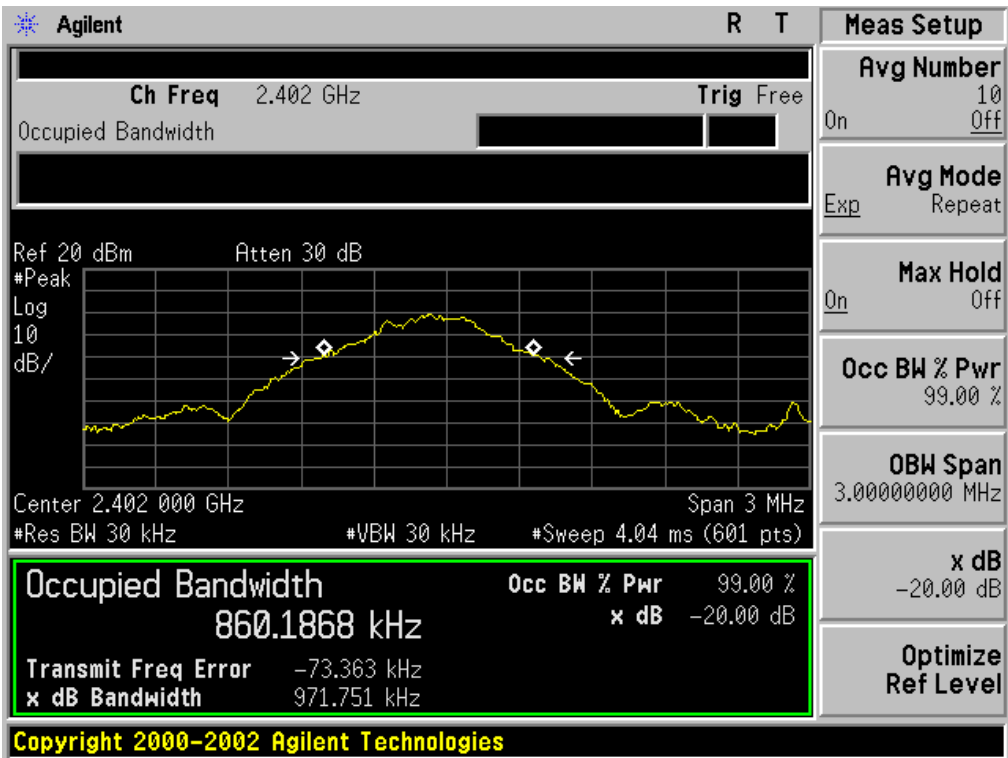 Agilent R T
Ch Freq 2.402 GHz Trig Free
Occupied Bandwidth
Ref 20 dBm Atten 30 dB
#Peak
Log
10
dB/
Center 2.402 000 GHz Span 3 MHz
#Res BW 30 kHz #VBW 30 kHz #Sweep 4.04 ms (601 pts)
Occupied Bandwidth
860.1868 kHz
Occ BW % Pwr 99.00 %
x dB -20.00 dB
Transmit Freq Error -73.363 kHz
x dB Bandwidth 971.751 kHz
Copyright 2000-2002 Agilent Technologies
Meas Setup
Avg Number
10
On Off
Avg Mode
Exp Repeat
Max Hold
On Off
Occ BW % Pwr
99.00 %
OBW Span
3.00000000 MHz
x dB
-20.00 dB
Optimize
Ref Level